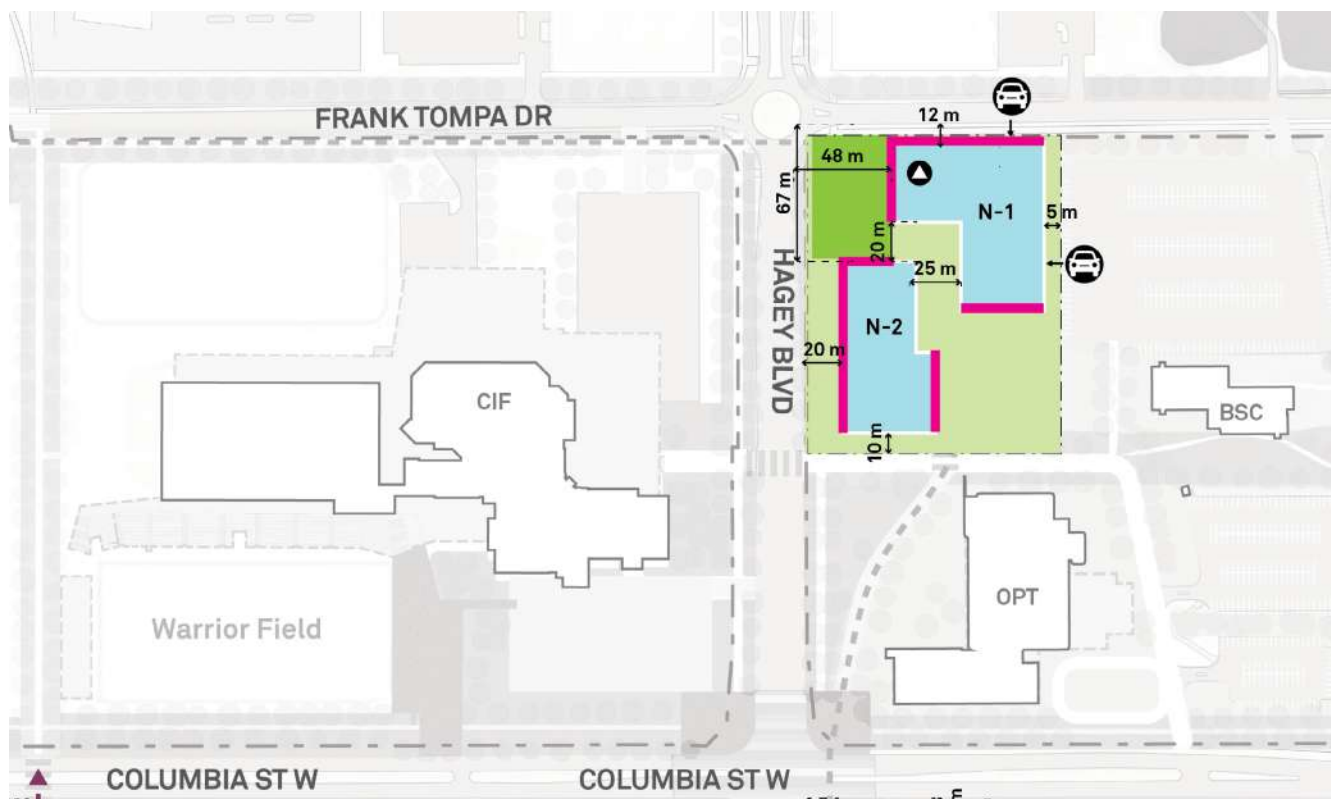 FRANK TOMPA DR
12 m
48 m
67 m
N-1
5 m
20 m
25 m
HAGEY BLVD
N-2
20 m
CIF
BSC
10 m
OPT
Warrior Field
COLUMBIA ST W
COLUMBIA ST W